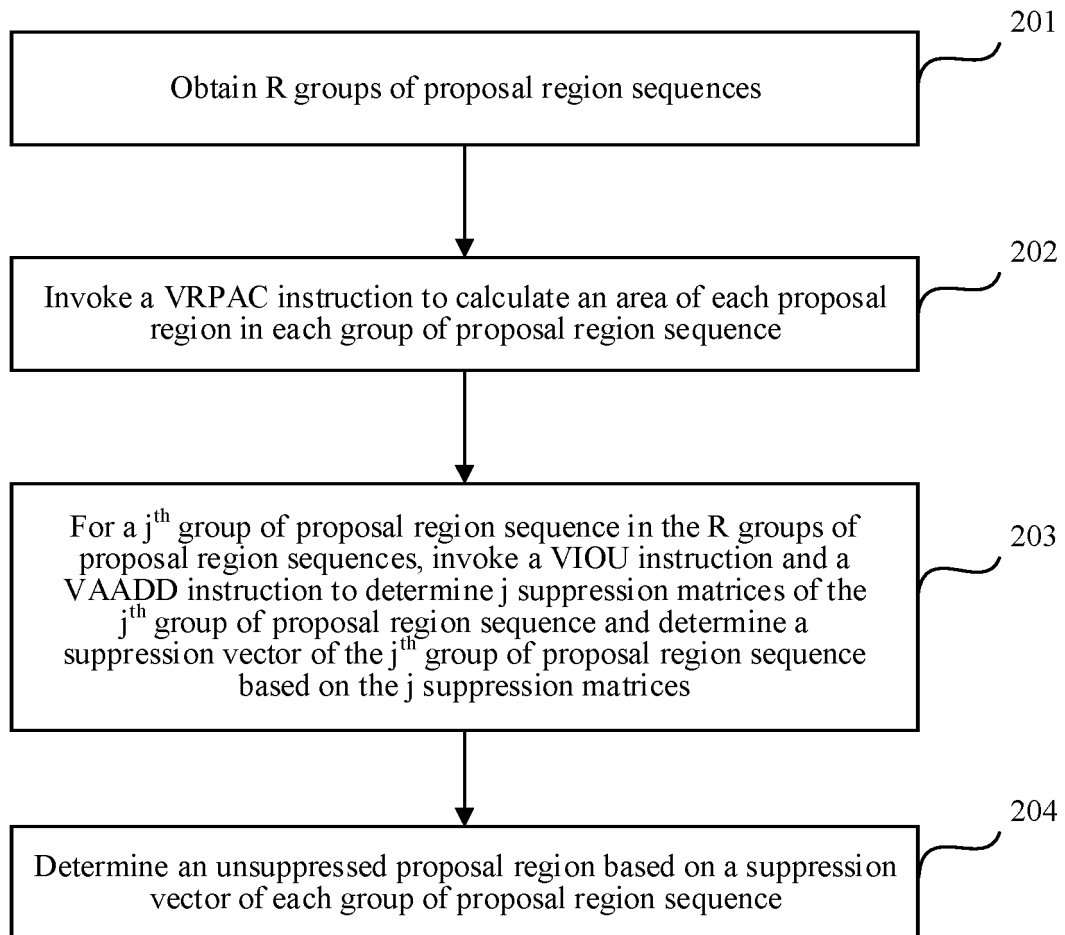 201
Obtain R groups of proposal region sequences
202
Invoke a VRPAC instruction to calculate an area of each proposal
region in each group of proposal region sequence
203
For a jth group of proposal region sequence in the R groups of
proposal region sequences, invoke a VIOU instruction and a
VAADD instruction to determine j suppression matrices of the
jth group of proposal region sequence and determine a
suppression vector of the jth group of proposal region sequence
based on the j suppression matrices
204
Determine an unsuppressed proposal region based on a suppression
vector of each group of proposal region sequence